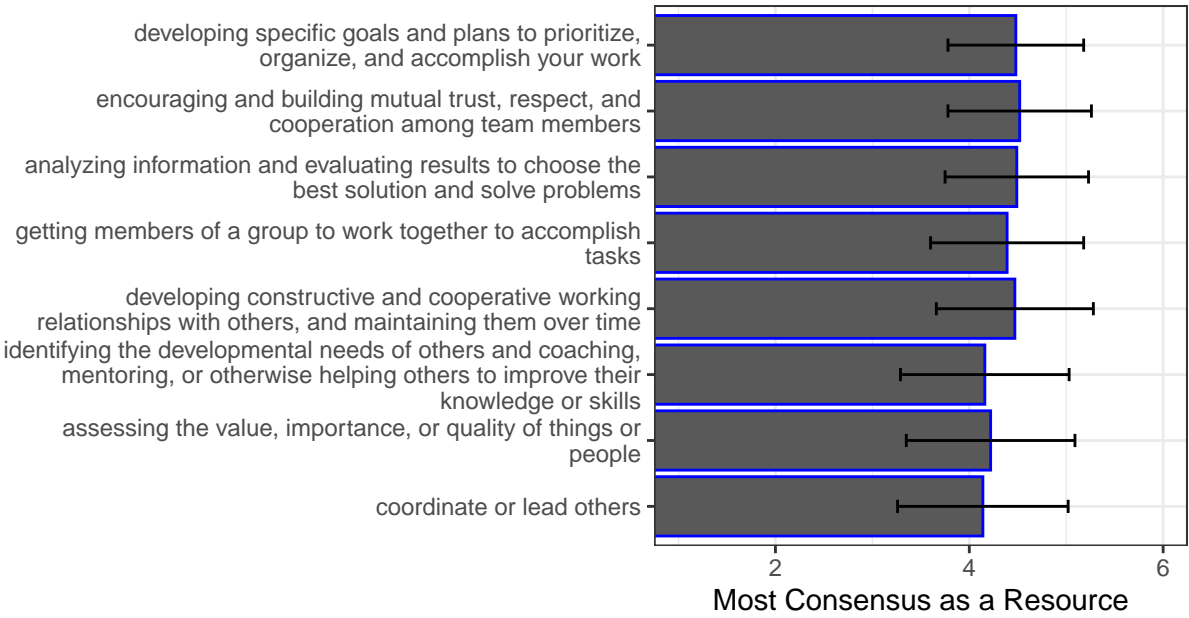 developing specific goals and plans to prioritize,
organize, and accomplish your work
encouraging and building mutual trust, respect, and
cooperation among team members
analyzing information and evaluating results to choose the
best solution and solve problems
getting members of a group to work together to accomplish
tasks
developing constructive and cooperative working
relationships with others, and maintaining them over time
identifying the developmental needs of others and coaching,
mentoring, or otherwise helping others to improve their
knowledge or skills
assessing the value, importance, or quality of things or
people
coordinate or lead others
2 4 6
Most Consensus as a Resource